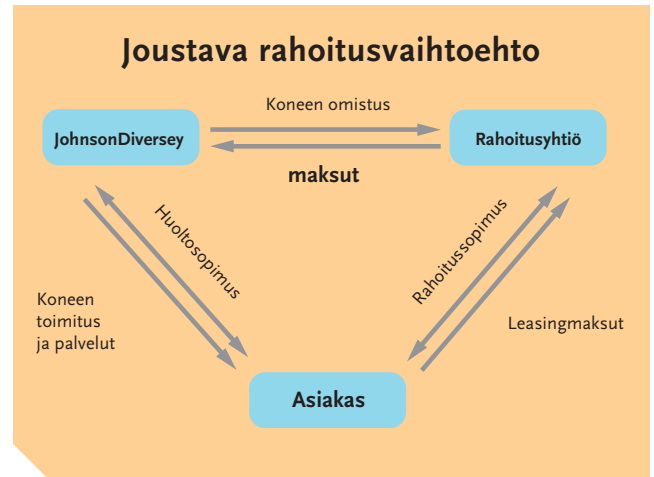 Joustava rahoitusvaihtoehto
Koneen omistus
JohnsonDiversey
Rahoitusyhtiö
maksut
Huoltosopimus
Rahoitussopimus
Koneen
toimitus
ja palvelut
Leasingmaksut
Asiakas